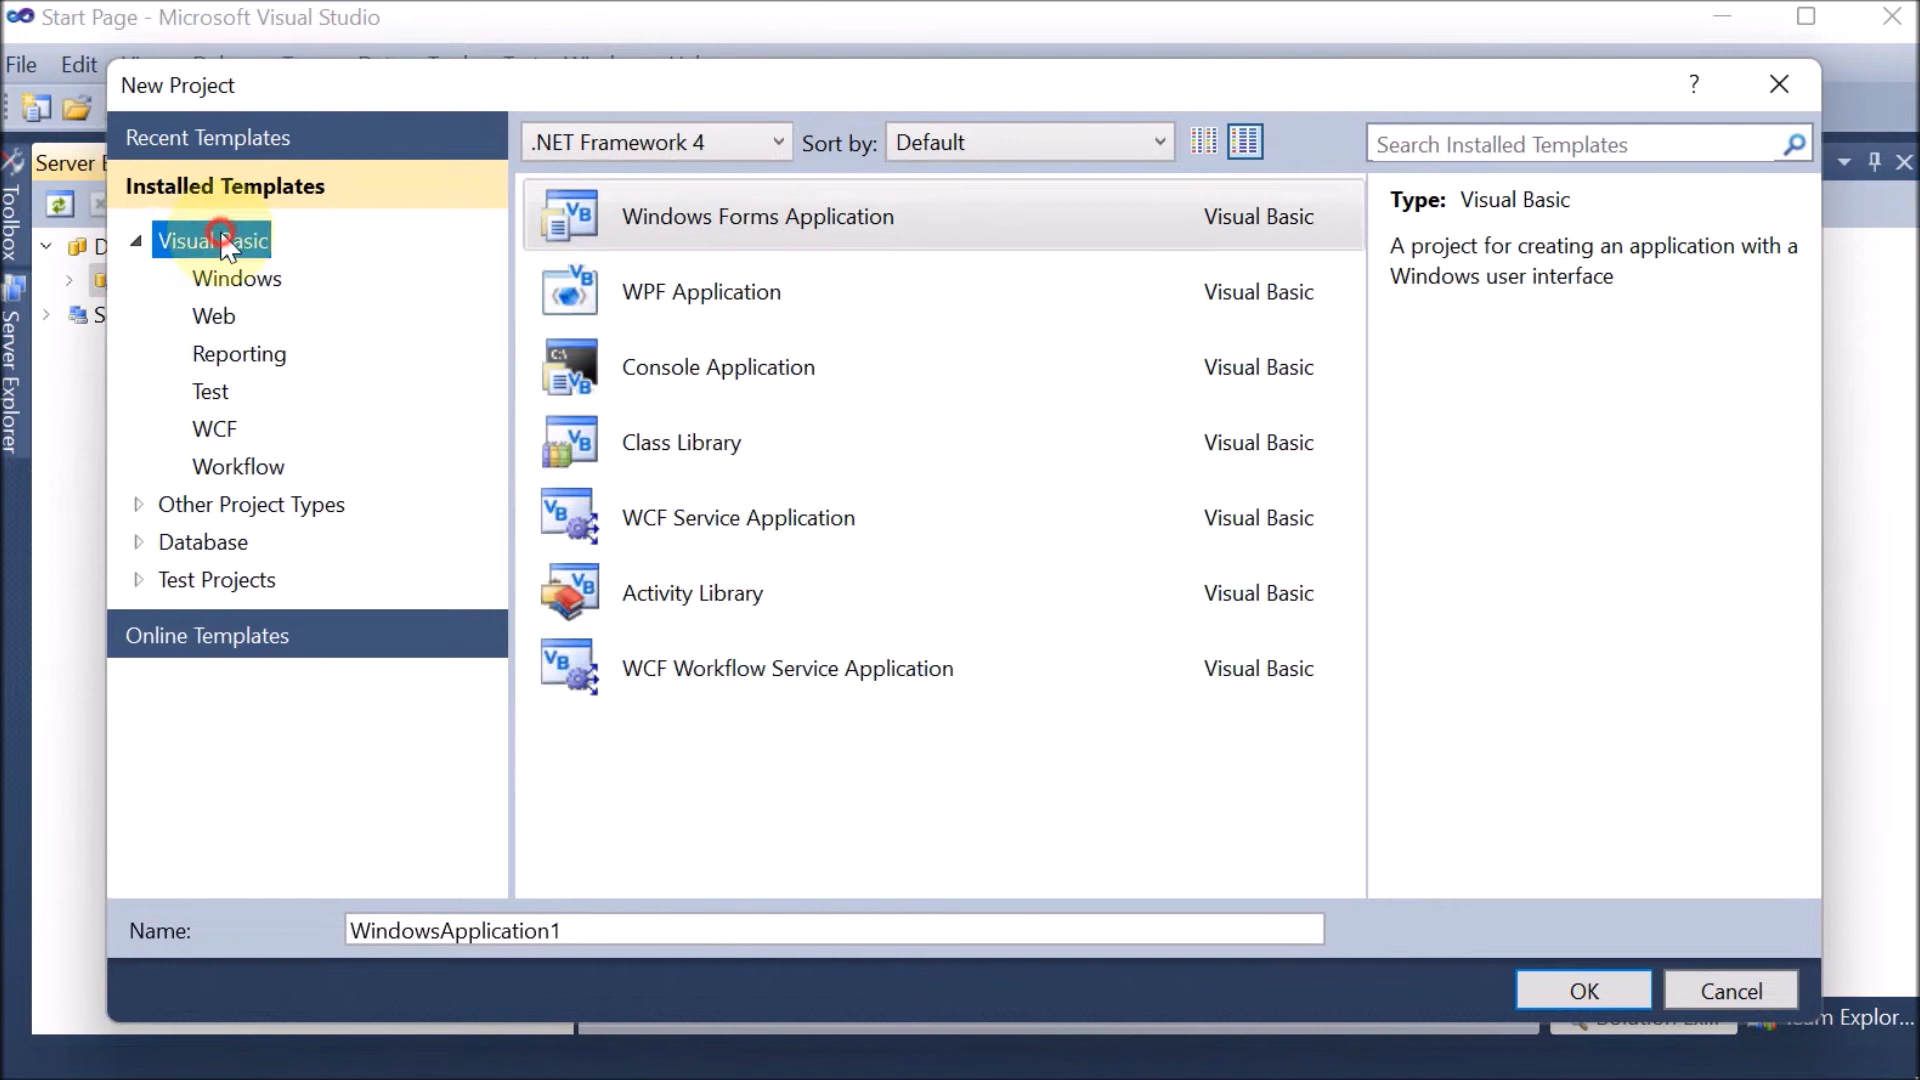 Start Page - Microsoft Visual Studio
File Edit
New Project
Recent Templates
Installed Templates
Visual Basic
Windows
Web
Reporting
Test
WCF
Workflow
Other Project Types
Database
Test Projects
Online Templates
.NET Framework 4
Sort by: Default
Search Installed Templates
Windows Forms Application Visual Basic
WPF Application Visual Basic
Console Application Visual Basic
Class Library Visual Basic
WCF Service Application Visual Basic
Activity Library Visual Basic
WCF Workflow Service Application Visual Basic
Type: Visual Basic
A project for creating an application with a
Windows user interface
Name: WindowsApplication1
OK Cancel
Server
Toolbox
Server Explorer
Explor...